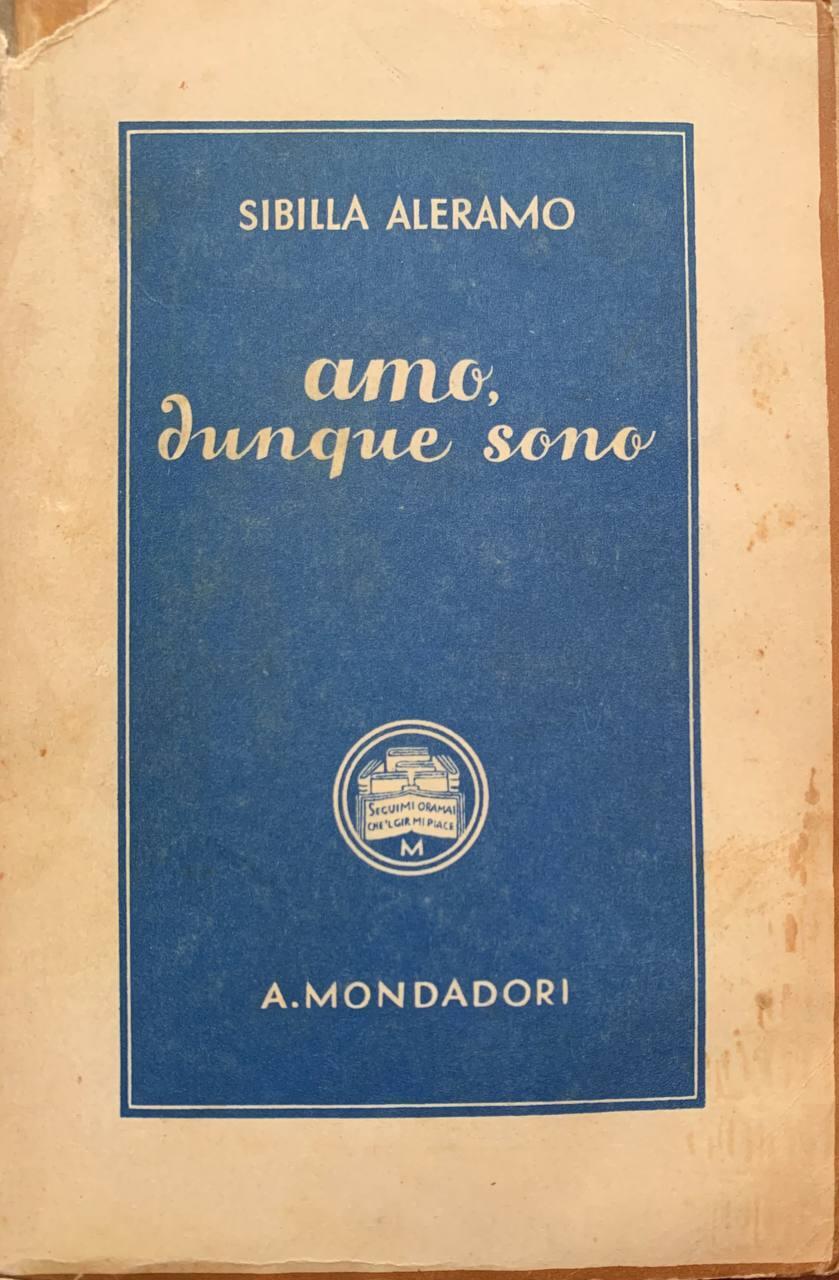 SIBILLA ALERAMO
amo,
dunque sono
SEGUIMI ORAMAI
CHE 'L GIR MI PIACE
M
A. MONDADORI